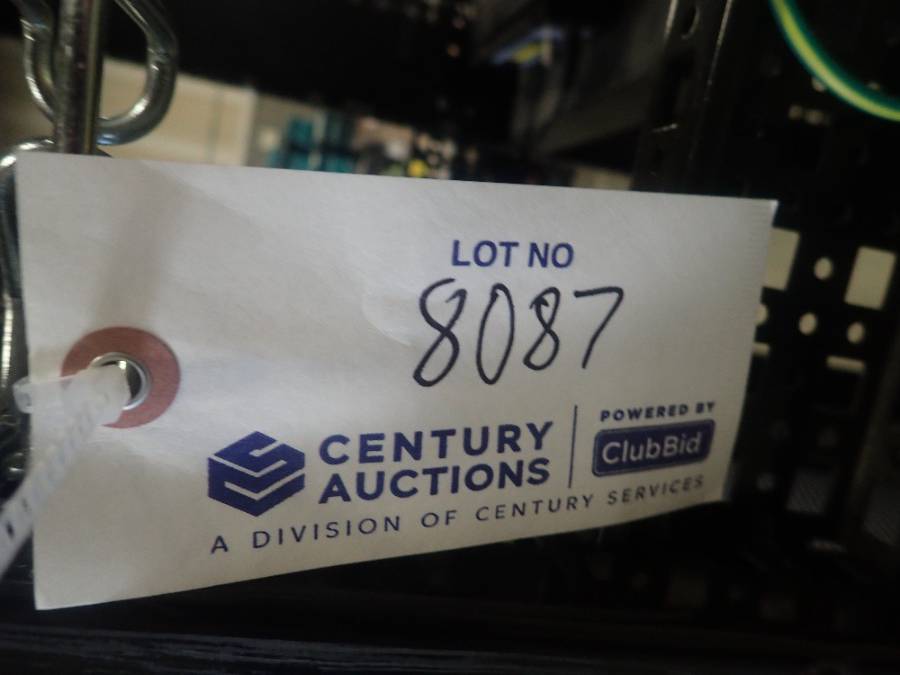 LOT NO
8087
CENTURY
AUCTIONS
POWERED BY
ClubBid
A DIVISION OF CENTURY SERVICES